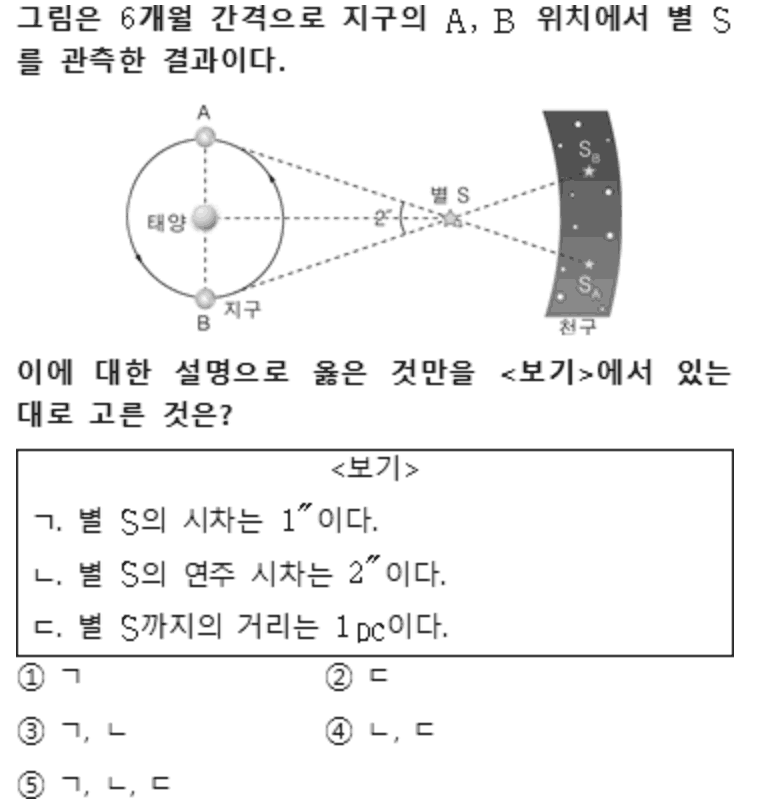 그림은 6개월 간격으로 지구의 A, B 위치에서 별 S
를 관측한 결과이다.
A
별 S
S_B
태양
2″
S_A
지구
B
천구
이에 대한 설명으로 옳은 것만을 <보기>에서 있는
대로 고른 것은?
<보기>
ㄱ. 별 S의 시차는 1″이다.
ㄴ. 별 S의 연주 시차는 2″이다.
ㄷ. 별 S까지의 거리는 1pc이다.
① ㄱ ② ㄷ
③ ㄱ, ㄴ ④ ㄴ, ㄷ
⑤ ㄱ, ㄴ, ㄷ